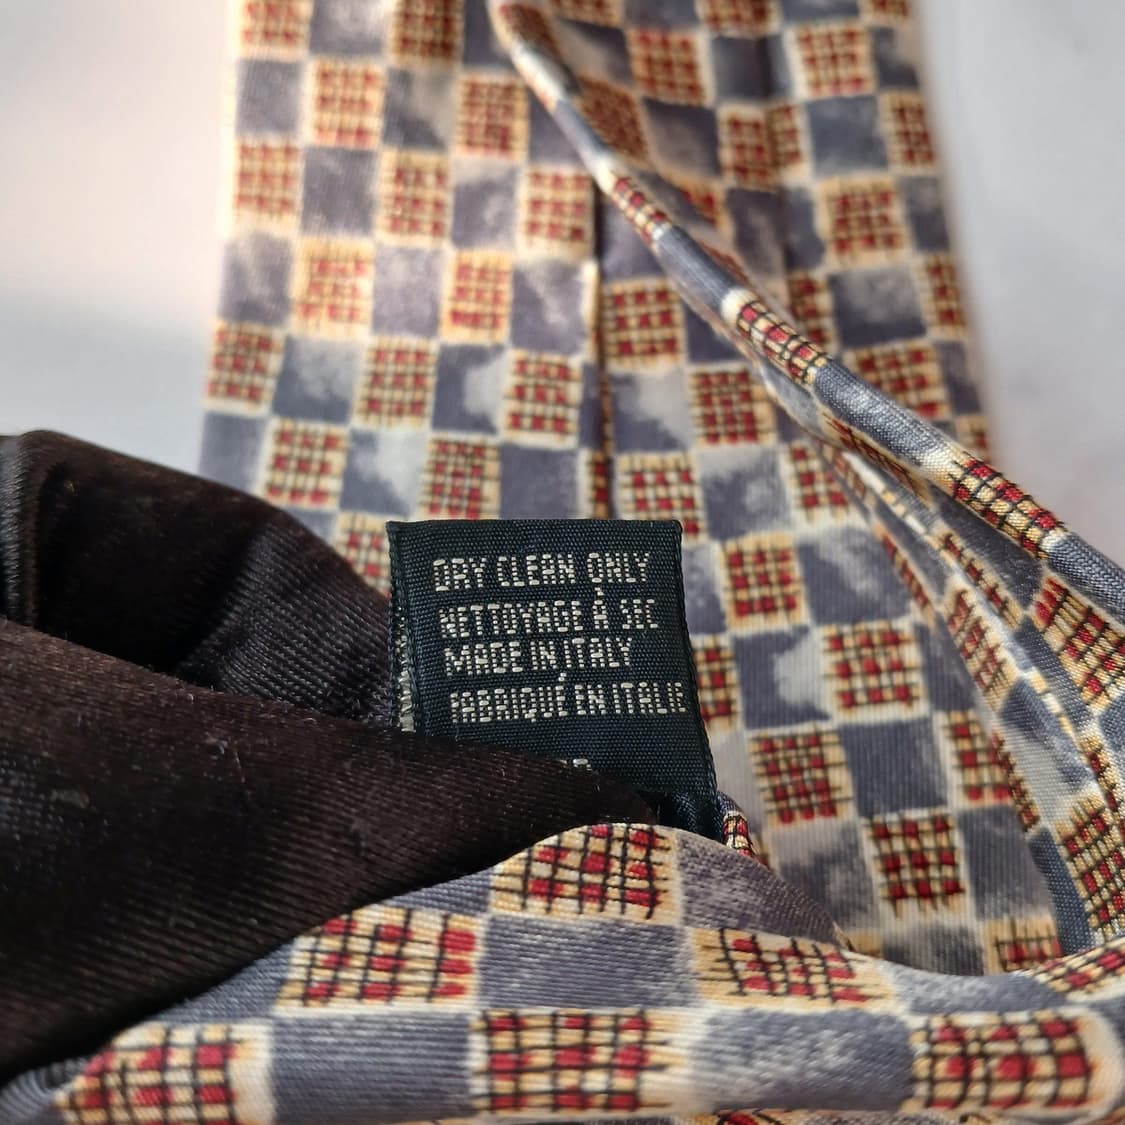 DRY CLEAN ONLY
NETTOYAGE À SEC
MADE IN ITALY
FABRIQUÉ EN ITALIE